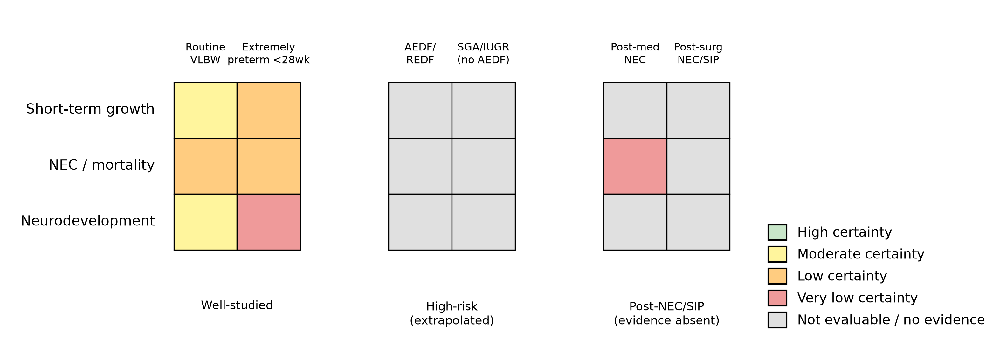 Routine
VLBW
Extremely
preterm <28wk
AEDF/
REDF
SGA/IUGR
(no AEDF)
Post-med
NEC
Post-surg
NEC/SIP
Short-term growth
NEC / mortality
Neurodevelopment
Well-studied
High-risk
(extrapolated)
Post-NEC/SIP
(evidence absent)
High certainty
Moderate certainty
Low certainty
Very low certainty
Not evaluable / no evidence